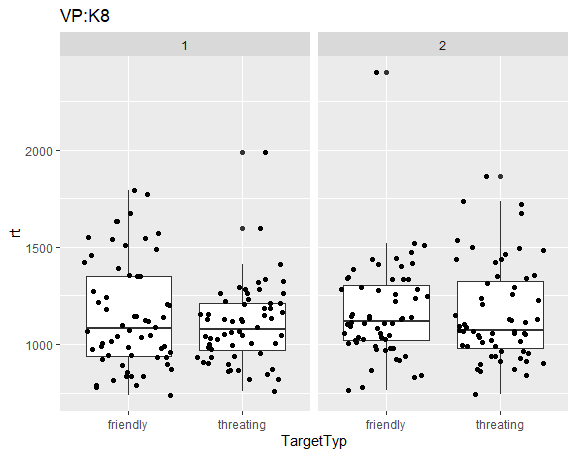 VP:K8
1 2
rt
2000
1500
1000
friendly threating friendly threating
TargetTyp